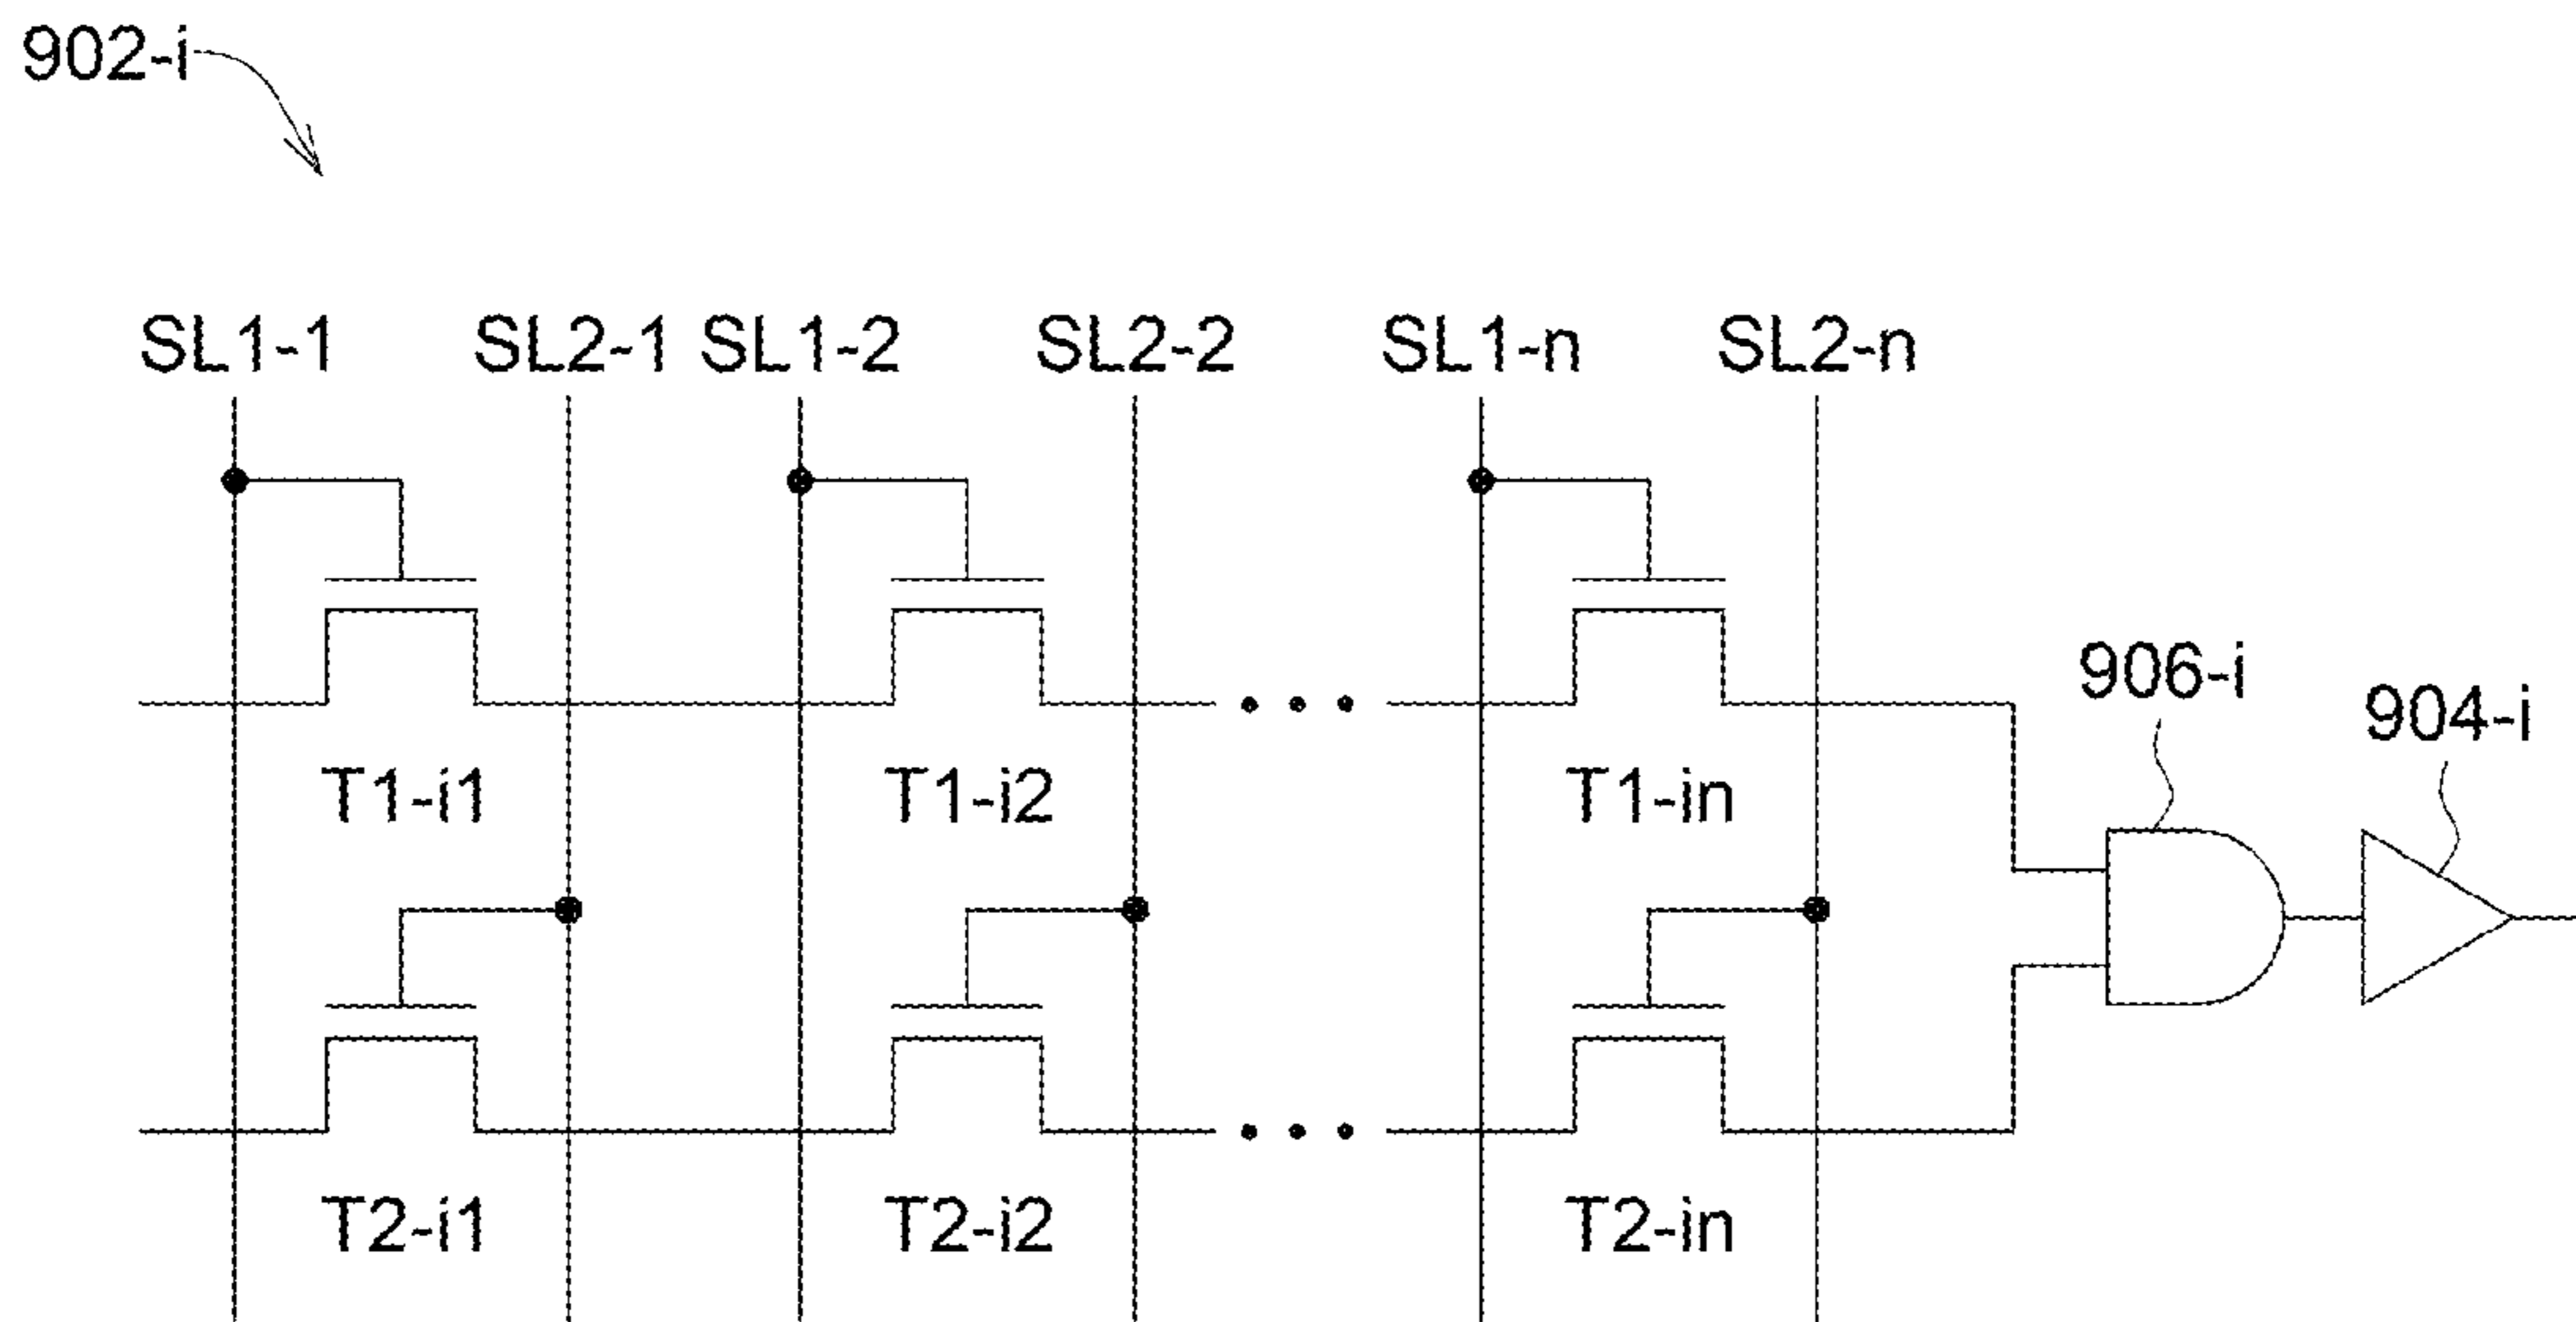 902-i
SL1-1 SL2-1 SL1-2 SL2-2 SL1-n SL2-n
906-i
904-i
T1-i1 T1-i2 T1-in
T2-i1 T2-i2 T2-in